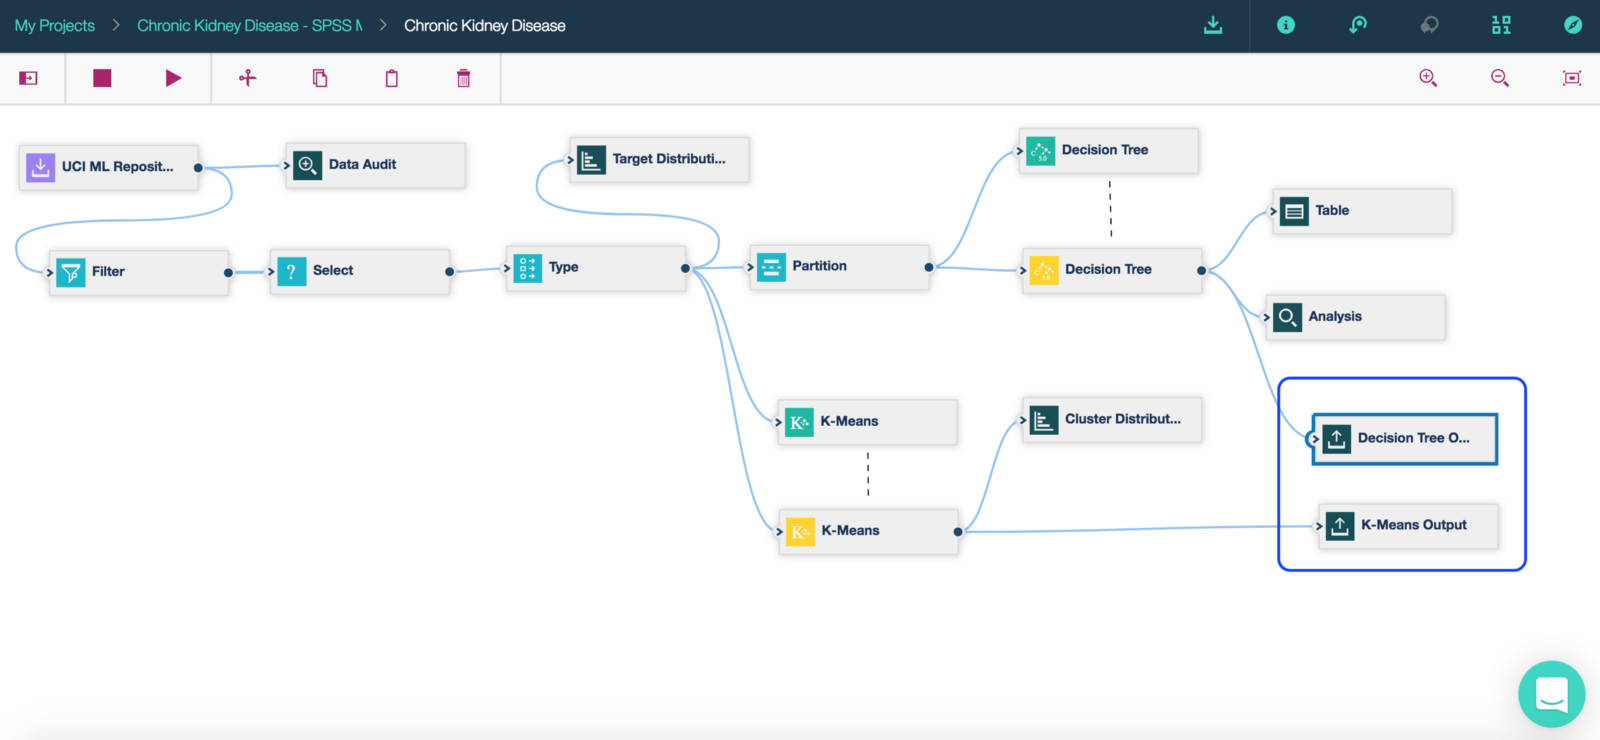 My Projects > Chronic Kidney Disease - SPSS M > Chronic Kidney Disease
UCI ML Reposit...
Data Audit
Target Distributi...
Decision Tree
Table
Filter
Select
Type
Partition
Decision Tree
Analysis
K-Means
Cluster Distribut...
Decision Tree O...
K-Means
K-Means Output